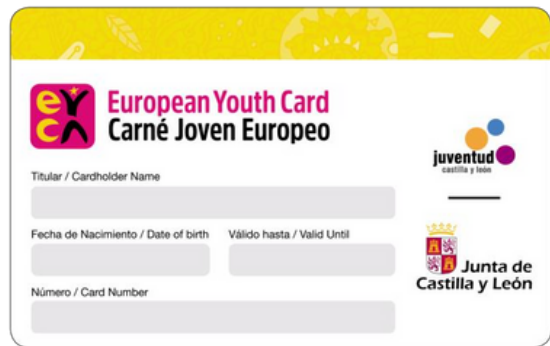 eyca
European Youth Card
Carné Joven Europeo
juventud
castilla y león
Titular / Cardholder Name
Fecha de Nacimiento / Date of birth
Válido hasta / Valid Until
Número / Card Number
Junta de
Castilla y León